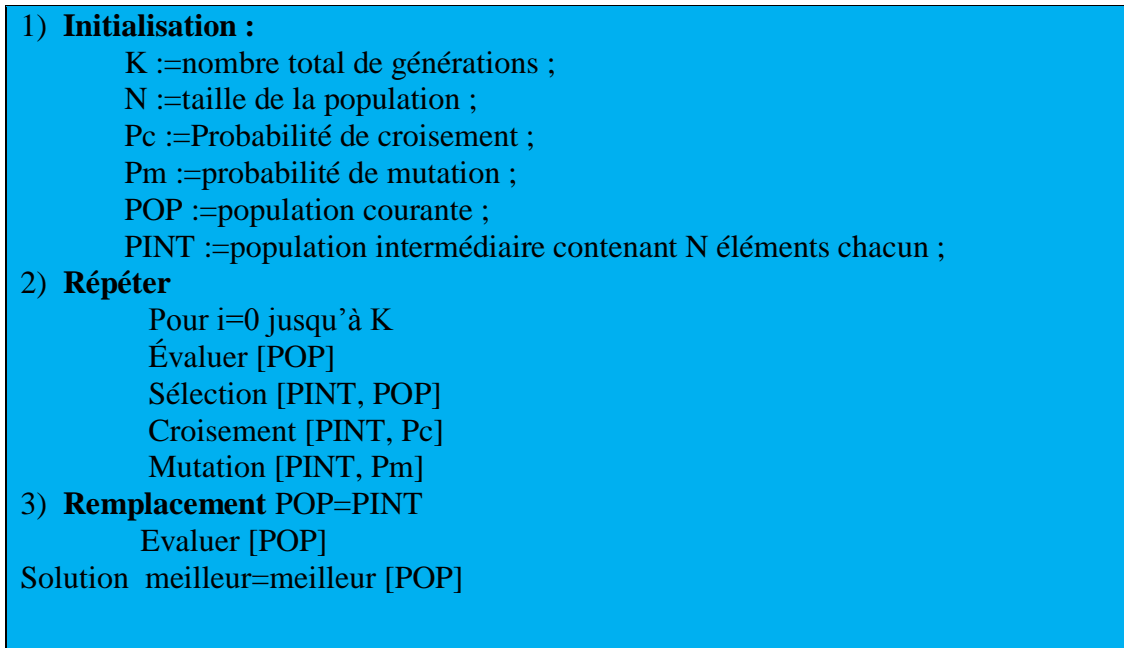 1) Initialisation :
K :=nombre total de générations ;
N :=taille de la population ;
Pc :=Probabilité de croisement ;
Pm :=probabilité de mutation ;
POP :=population courante ;
PINT :=population intermédiaire contenant N éléments chacun ;
2) Répéter
Pour i=0 jusqu’à K
Évaluer [POP]
Sélection [PINT, POP]
Croisement [PINT, Pc]
Mutation [PINT, Pm]
3) Remplacement POP=PINT
Evaluer [POP]
Solution meilleur=meilleur [POP]